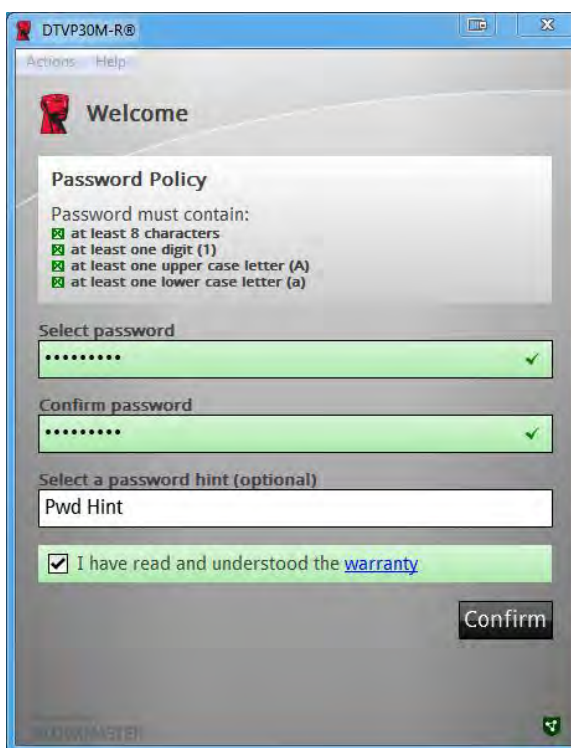 DTVP30M-R®
Actions Help
Welcome
Password Policy
Password must contain:
at least 8 characters
at least one digit (1)
at least one upper case letter (A)
at least one lower case letter (a)
Select password
•••••••••
Confirm password
•••••••••
Select a password hint (optional)
Pwd Hint
I have read and understood the warranty
Confirm